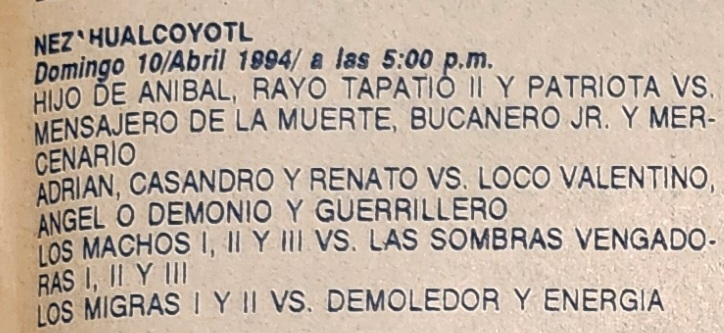 NEZ'HUALCOYOTL
Domingo 10/Abril 1994/ a las 5:00 p.m.
HIJO DE ANIBAL, RAYO TAPATIO II Y PATRIOTA VS.
MENSAJERO DE LA MUERTE, BUCANERO JR. Y MER-
CENARIO
ADRIAN, CASANDRO Y RENATO VS. LOCO VALENTINO,
ANGEL O DEMONIO Y GUERRILLERO
LOS MACHOS I, II Y III VS. LAS SOMBRAS VENGADO-
RAS I, II Y III
LOS MIGRAS I Y II VS. DEMOLEDOR Y ENERGIA